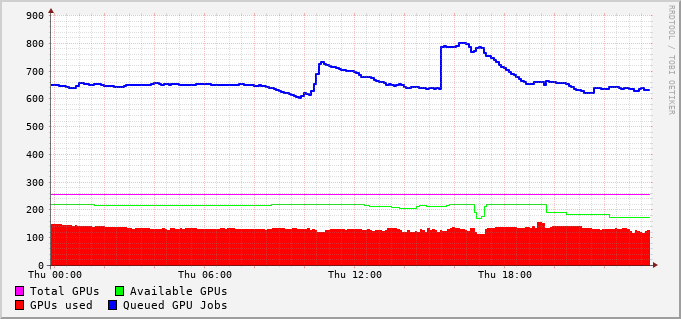 900
800
700
600
500
400
300
200
100
0
Thu 00:00 Thu 06:00 Thu 12:00 Thu 18:00
Total GPUs Available GPUs
GPUs used Queued GPU Jobs
RRDTOOL / TOBI OETIKER